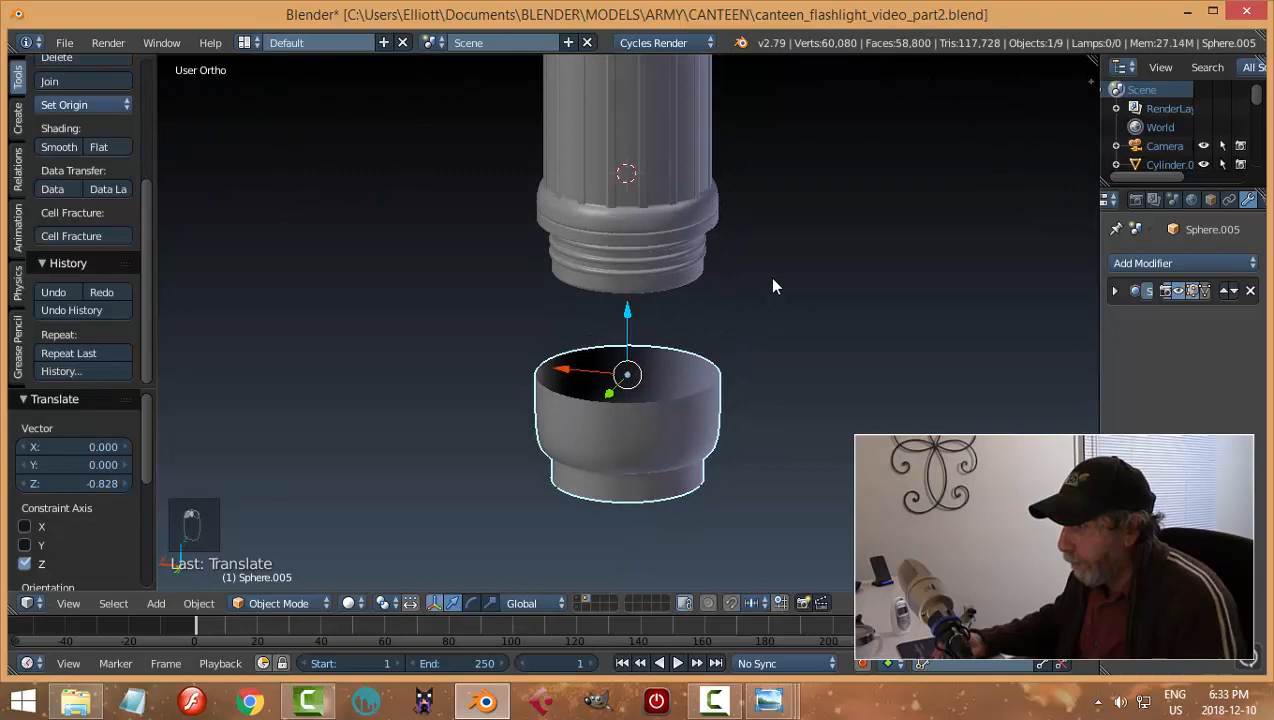 Blender* [C:\Users\Elliott\Documents\BLENDER\MODELS\ARMY\CANTEEN\canteen_flashlight_video_part2.blend]
File Render Window Help Default Scene Cycles Render v2.79 | Verts:60,080 | Faces:58,800 | Tris:117,728 | Objects:1/9 | Lamps:0/0 | Mem:27.14M | Sphere.005
Delete
Join
Set Origin
Shading:
Smooth Flat
Data Transfer:
Data Data La
Cell Fracture:
Cell Fracture
History
Undo Redo
Undo History
Repeat:
Repeat Last
History...
Translate
Vector
X: 0.000
Y: 0.000
Z: -0.828
Constraint Axis
X
Y
Z
Orientation
Tools
Create
Relations
Animation
Physics
Grease Pencil
User Ortho
Last: Translate
(1) Sphere.005
View Search All S
Scene
RenderLay
World
Camera
Cylinder.0
Sphere.005
Add Modifier
S
View Select Add Object Object Mode Global
-40 -20 0 20 40 60 80 100 120 140 160 180 200
View Marker Frame Playback Start: 1 End: 250 1 No Sync
ENG
US
6:33 PM
2018-12-10